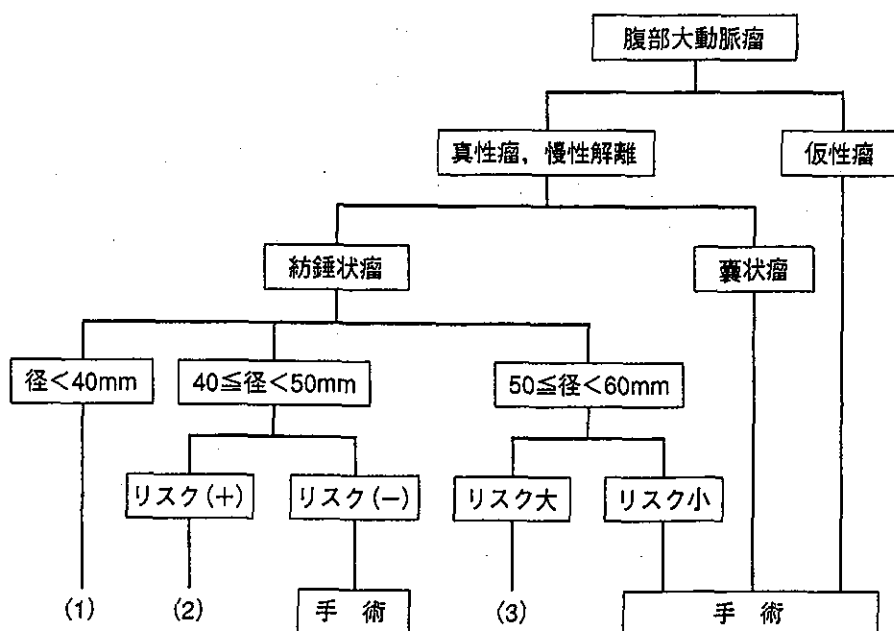 腹部大動脈瘤
真性瘤,慢性解離
仮性瘤
紡錘状瘤
嚢状瘤
径<40mm
40≦径<50mm
50≦径<60mm
リスク(+)
リスク(−)
リスク大
リスク小
(1)
(2)
手 術
(3)
手 術